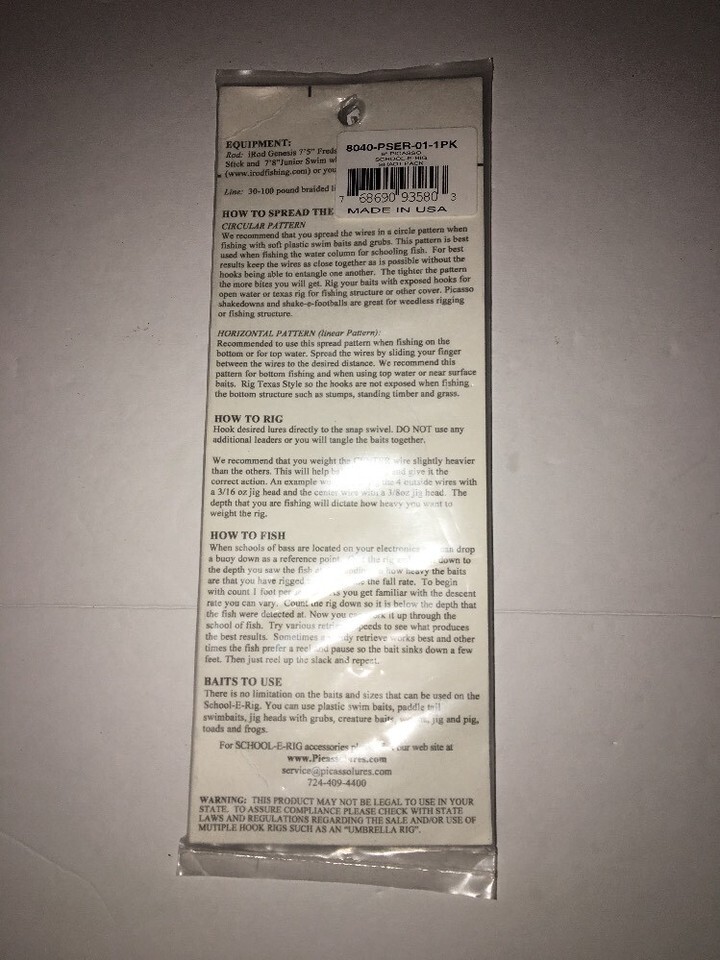 EQUIPMENT:
Rod: iRod Genesis 7'5" Freds
Stick and 7'8"Junior Swim
(www.irodfishing.com) or you
Line: 30-100 pound braided
8040-PSER-01-1PK
PICASSO
SCHOOL-E-RIG
PACK
7 68690 93580 3
MADE IN USA
HOW TO SPREAD THE
CIRCULAR PATTERN
We recommend that you spread the wires in a circle pattern when
fishing with soft plastic swim baits and grubs. This pattern is best
used when fishing the water column for schooling fish. For best
results keep the wires as close together as is possible without the
hooks being able to entangle one another. The tighter the pattern
the more bites you will get. Rig your baits with exposed hooks for
open water or texas rig for fishing structure or other cover. Picasso
shakedowns and shake-e-footballs are great for weedless rigging
or fishing structure.
HORIZONTAL PATTERN (linear Pattern):
Recommended to use this spread pattern when fishing on the
bottom or for top water. Spread the wires by sliding your finger
between the wires to the desired distance. We recommend this
pattern for bottom fishing and when using top water or near surface
baits. Rig Texas Style so the hooks are not exposed when fishing
the bottom structure such as stumps, standing timber and grass.
HOW TO RIG
Hook desired lures directly to the snap swivel. DO NOT use any
additional leaders or you will tangle the baits together.
We recommend that you weight the CENTER wire slightly heavier
than the others. This will help and give it the
correct action. An example the 4 outside wires with
a 3/16 oz jig head and the center wire with a 3/8oz jig head. The
depth that you are fishing will dictate how heavy you want to
weight the rig.
HOW TO FISH
When schools of bass are located on your electronics can drop
a buoy down as a reference point. the rig down to
the depth you saw the fish how heavy the baits
are that you have rigged the fall rate. To begin
with count 1 foot per As you get familiar with the descent
rate you can vary. Count the rig down so it is below the depth that
the fish were detected at. Now you can work it up through the
school of fish. Try various retrieve speeds to see what produces
the best results. Sometimes a steady retrieve works best and other
times the fish prefer a reel and pause so the bait sinks down a few
feet. Then just reel up the slack and repeat.
BAITS TO USE
There is no limitation on the baits and sizes that can be used on the
School-E-Rig. You can use plastic swim baits, paddle tail
swimbaits, jig heads with grubs, creature baits, jig and pig,
toads and frogs.
For SCHOOL-E-RIG accessories our web site at
www.Picassolures.com
service@picassolures.com
724-409-4400
WARNING: THIS PRODUCT MAY NOT BE LEGAL TO USE IN YOUR
STATE. TO ASSURE COMPLIANCE PLEASE CHECK WITH STATE
LAWS AND REGULATIONS REGARDING THE SALE AND/OR USE OF
MUTIPLE HOOK RIGS SUCH AS AN "UMBRELLA RIG".